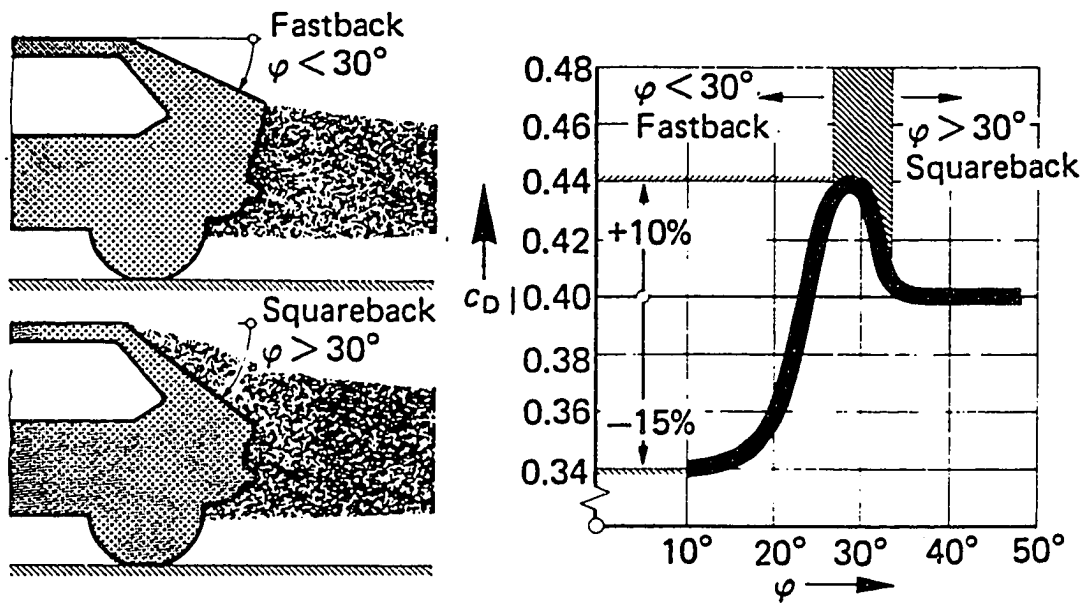 Fastback
φ < 30°
Squareback
φ > 30°
0.48
0.46
0.44
0.42
c_D 0.40
0.38
0.36
0.34
φ < 30°
Fastback
φ > 30°
Squareback
+10%
–15%
10° 20° 30° 40° 50°
φ